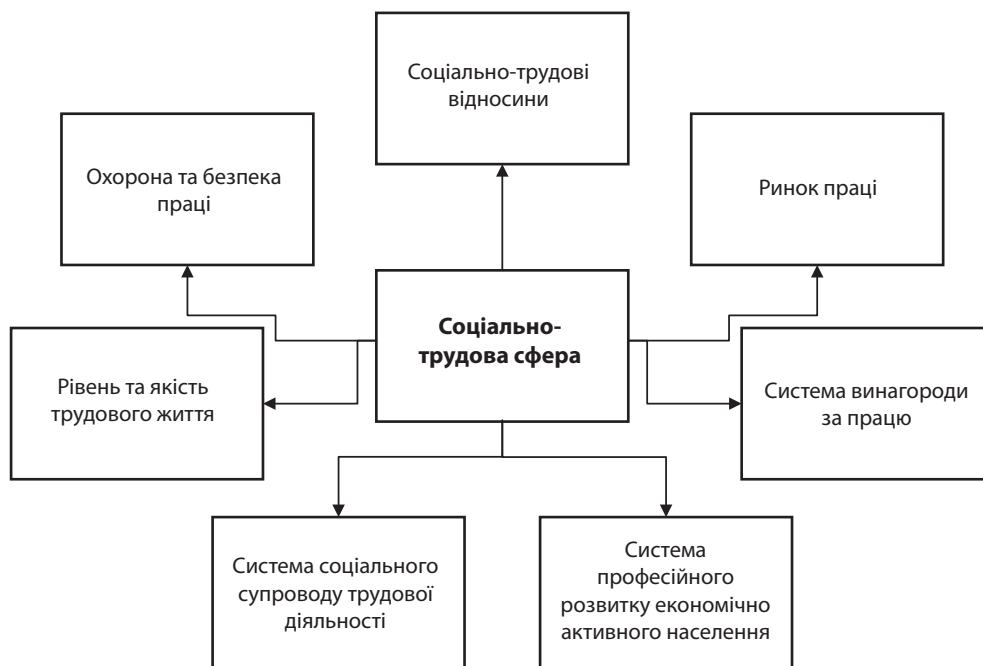 Соціально-трудові
відносини
Охорона та безпека
праці
Ринок праці
Соціально-
трудова сфера
Рівень та якість
трудового життя
Система винагороди
за працю
Система соціального
супроводу трудової
діяльності
Система
професійного
розвитку економічно
активного населення